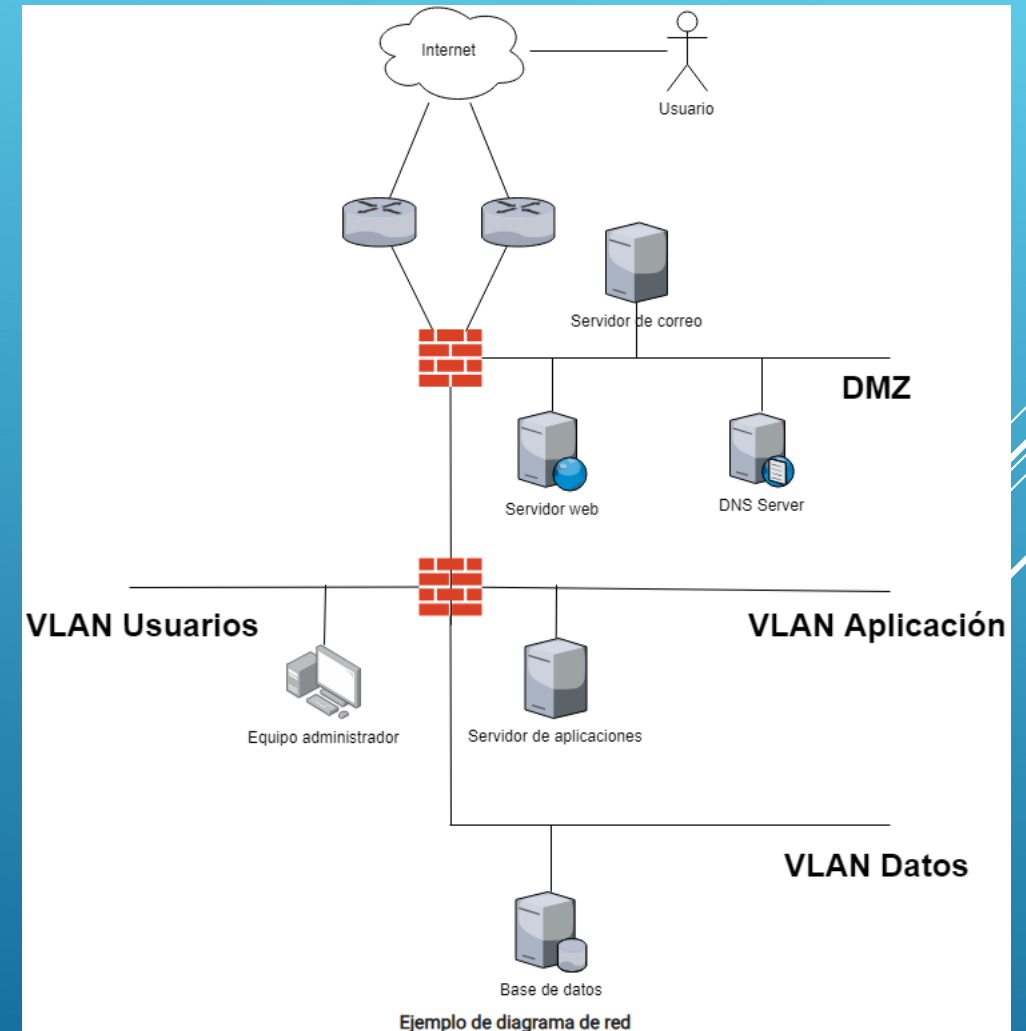 Internet
Usuario
Servidor de correo
DMZ
Servidor web
DNS Server
VLAN Usuarios
VLAN Aplicación
Equipo administrador
Servidor de aplicaciones
VLAN Datos
Base de datos
Ejemplo de diagrama de red